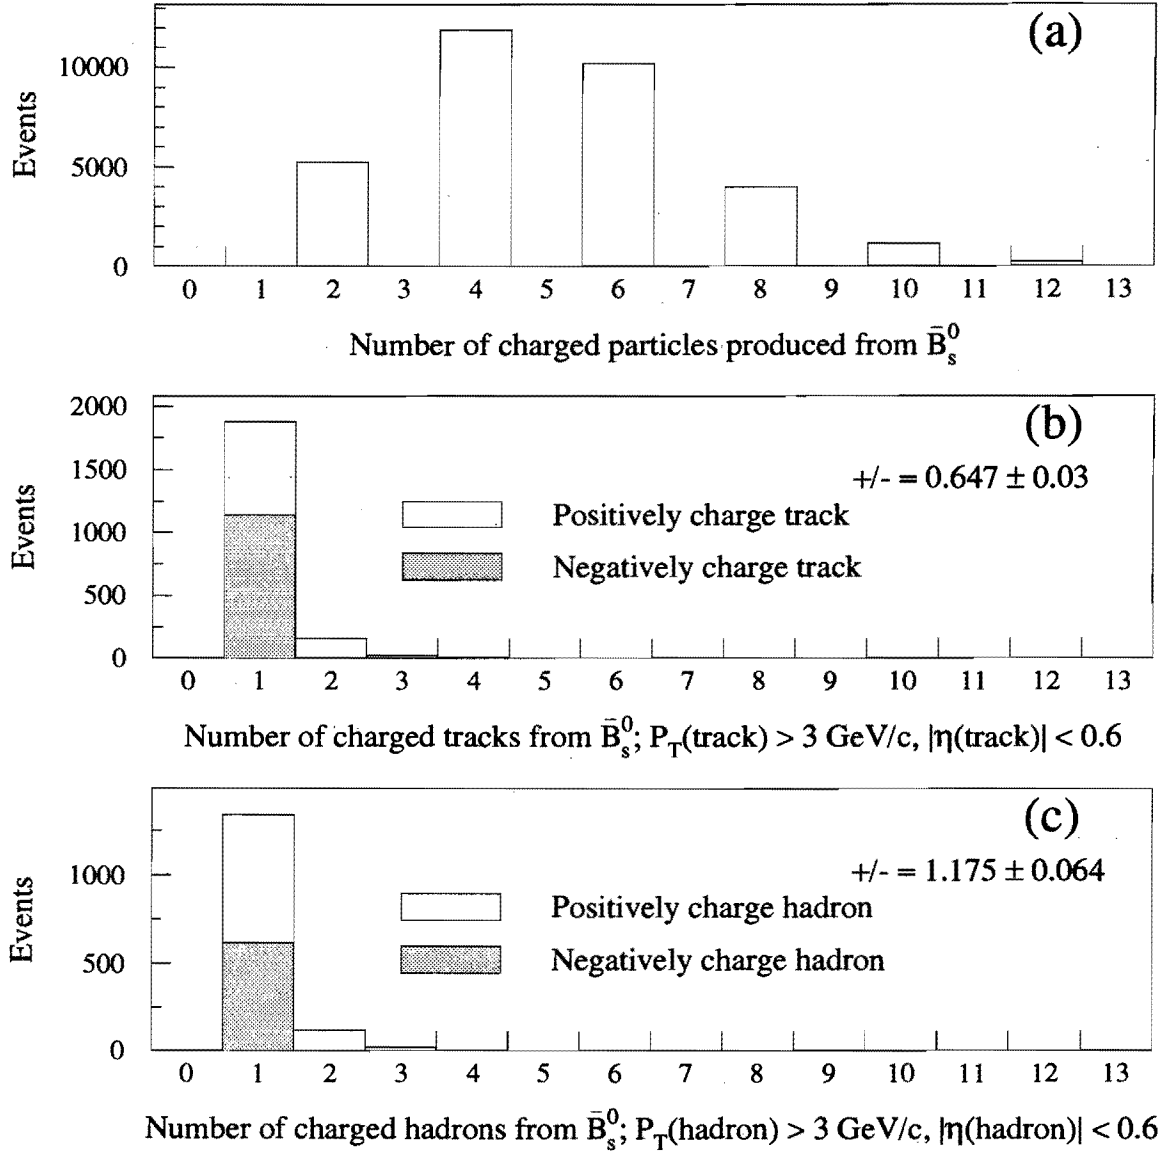 (a)
10000
5000
0
Events
0 1 2 3 4 5 6 7 8 9 10 11 12 13
Number of charged particles produced from B̄⁰ₛ
(b)
2000
1500
1000
500
0
Events
+/- = 0.647 ± 0.03
Positively charge track
Negatively charge track
0 1 2 3 4 5 6 7 8 9 10 11 12 13
Number of charged tracks from B̄⁰ₛ; P_T(track) > 3 GeV/c, |η(track)| < 0.6
(c)
1000
500
0
Events
+/- = 1.175 ± 0.064
Positively charge hadron
Negatively charge hadron
0 1 2 3 4 5 6 7 8 9 10 11 12 13
Number of charged hadrons from B̄⁰ₛ; P_T(hadron) > 3 GeV/c, |η(hadron)| < 0.6